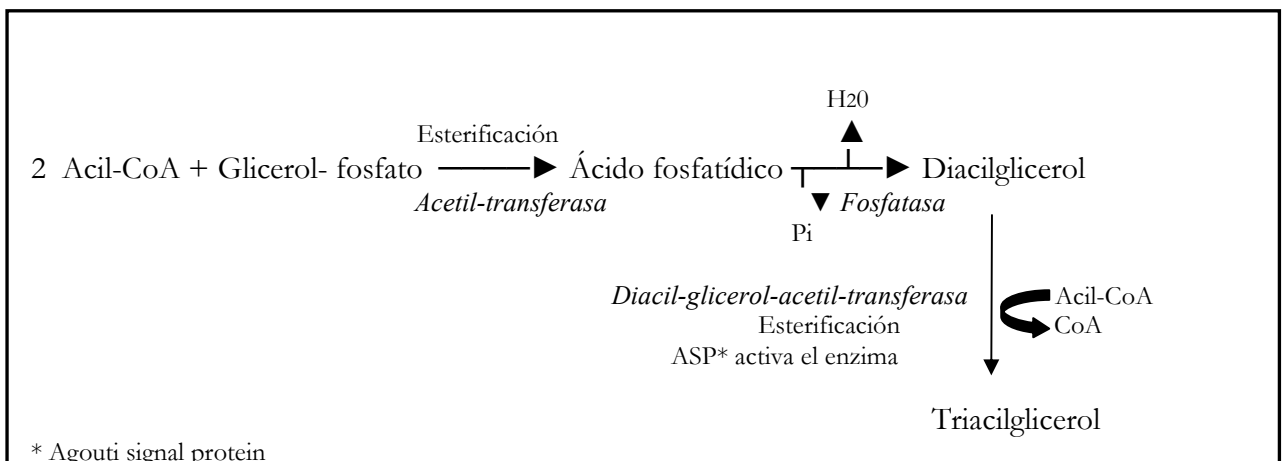 H20
Esterificación
2 Acil-CoA + Glicerol- fosfato Ácido fosfatídico Diacilglicerol
Acetil-transferasa Fosfatasa
Pi
Diacil-glicerol-acetil-transferasa Acil-CoA
Esterificación CoA
ASP* activa el enzima
Triacilglicerol
* Agouti signal protein